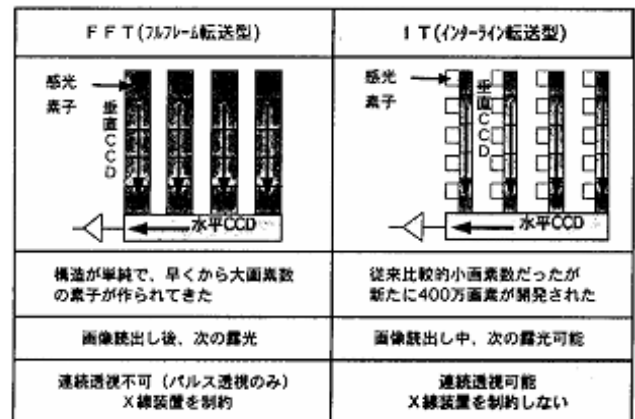 FFT(フルフレーム転送型)
IT(インターライン転送型)
感光
素子
垂直CCD
水平CCD
感光
素子
垂直CCD
水平CCD
構造が単純で、早くから大画素数
の素子が作られてきた
従来比較的小画素数だったが
新たに400万画素が開発された
画像読出し後、次の露光
画像読出し中、次の露光可能
連続透視不可（パルス透視のみ）
X線装置を制約
連続透視可能
X線装置を制約しない